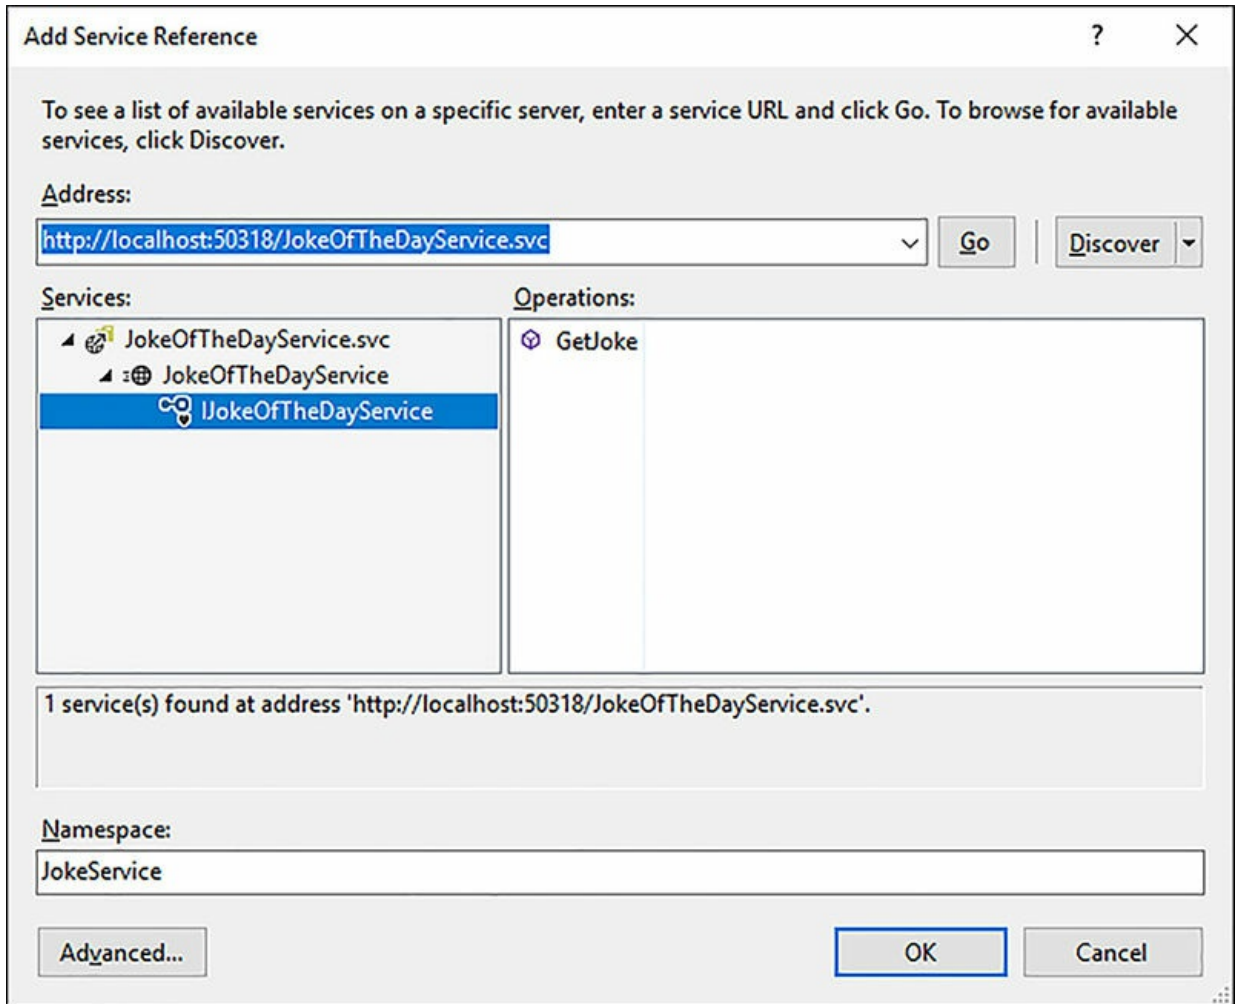 Add Service Reference
?
To see a list of available services on a specific server, enter a service URL and click Go. To browse for available
services, click Discover.
Address:
http://localhost:50318/JokeOfTheDayService.svc
Go
Discover
Services:
Operations:
JokeOfTheDayService.svc
GetJoke
JokeOfTheDayService
IJokeOfTheDayService
1 service(s) found at address 'http://localhost:50318/JokeOfTheDayService.svc'.
Namespace:
JokeService
Advanced...
OK
Cancel